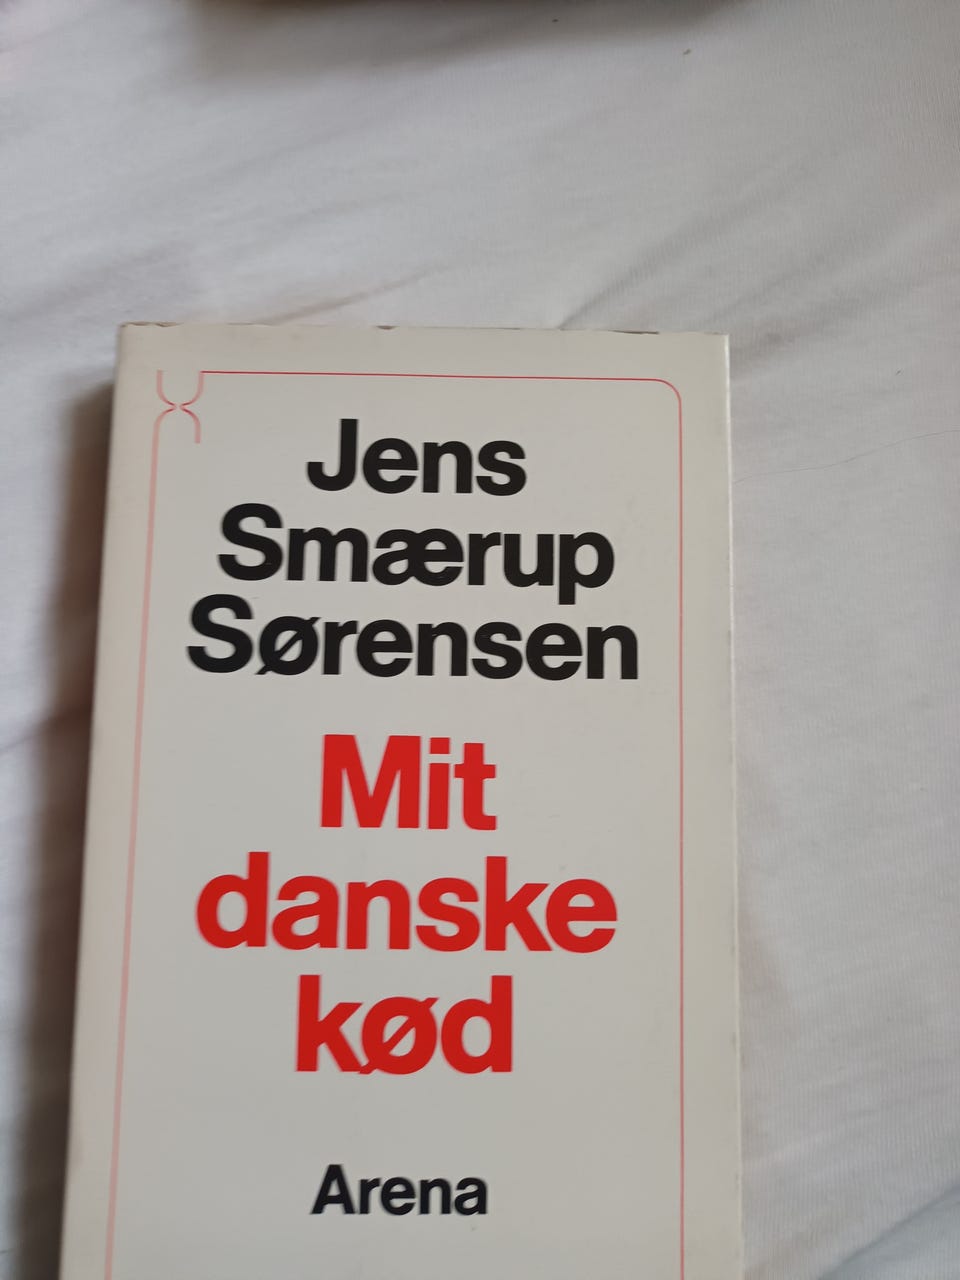 Jens
Smærup
Sørensen
Mit
danske
kød
Arena